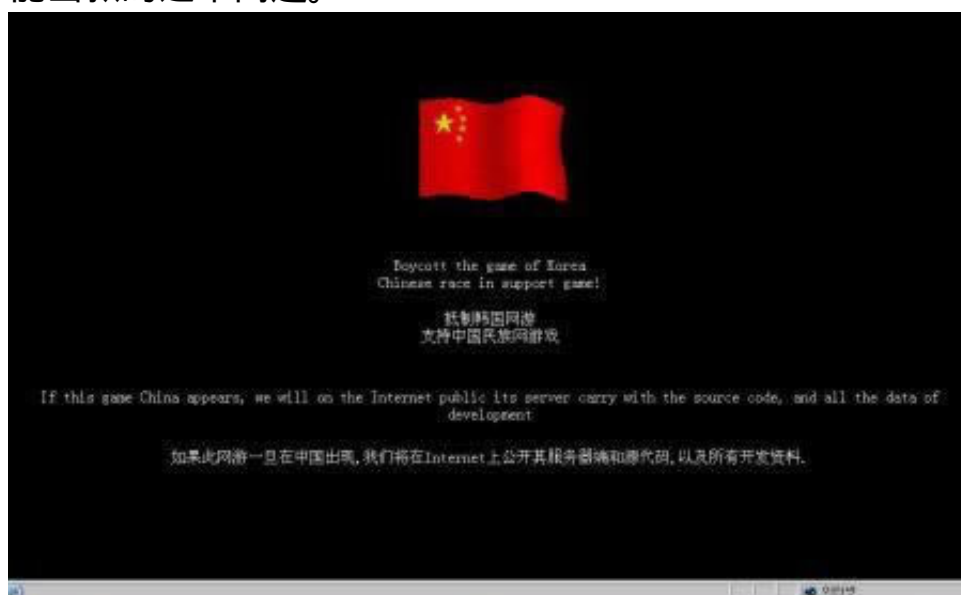 Boycott the game of Korea
Chinese race in support game!
抵制韩国网游
支持中国民族网游戏
If this game China appears, we will on the Internet public its server carry with the source code, and all the data of
development
如果此网游一旦在中国出现,我们将在Internet上公开其服务器端和源代码,以及所有开发资料.